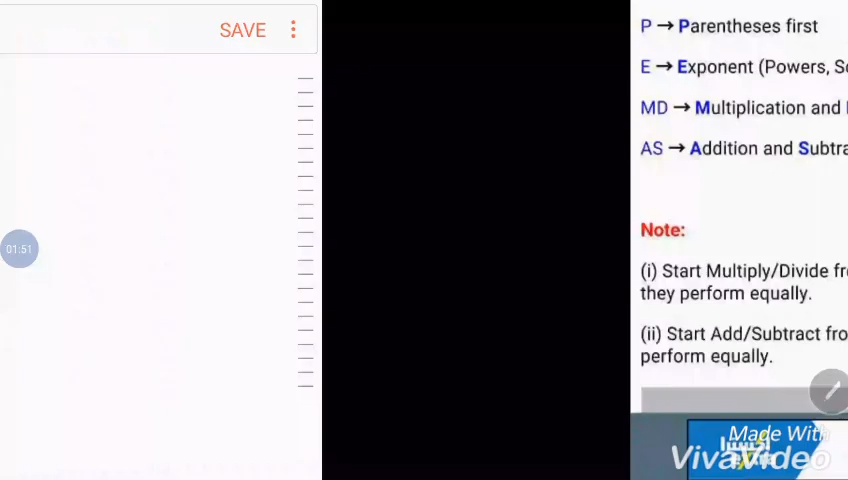 SAVE
01:51
P → Parentheses first
E → Exponent (Powers, S
MD → Multiplication and
AS → Addition and Subtra
Note:
(i) Start Multiply/Divide fr
they perform equally.
(ii) Start Add/Subtract fro
perform equally.
Made With
VivaVideo